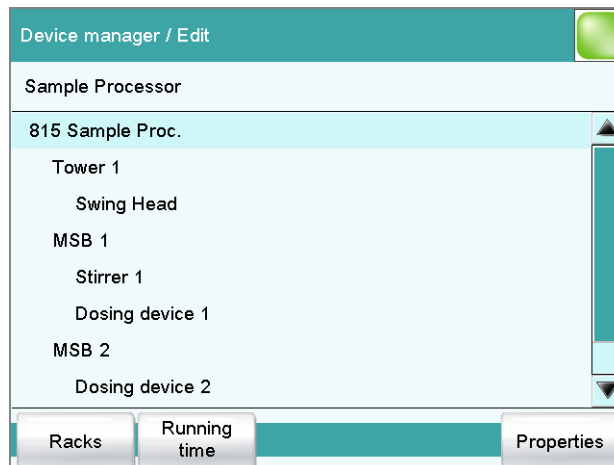 Device manager / Edit
Sample Processor
815 Sample Proc.
Tower 1
Swing Head
MSB 1
Stirrer 1
Dosing device 1
MSB 2
Dosing device 2
Racks
Running
time
Properties